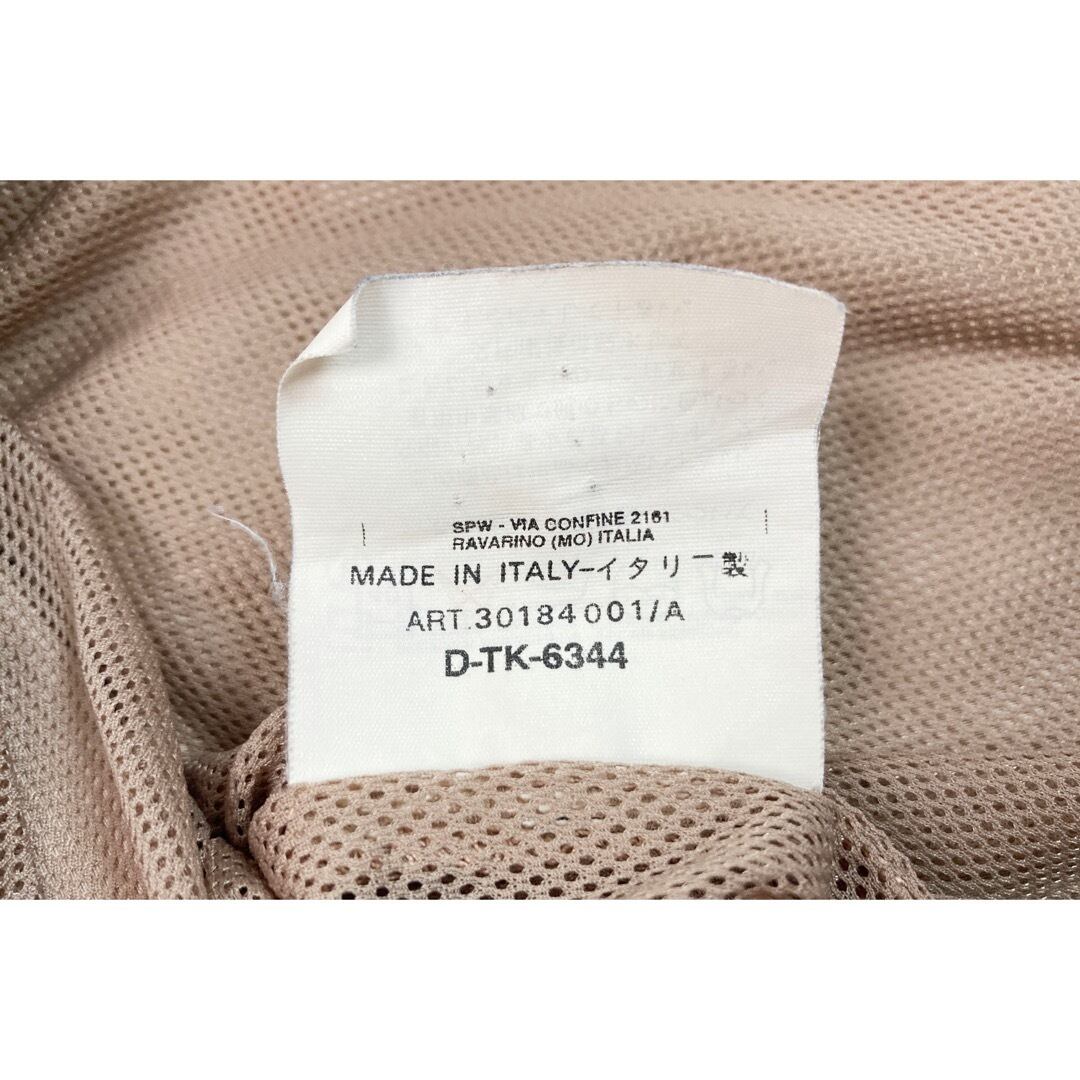 SPW - VIA CONFINE 2161
RAVARINO (MO) ITALIA
MADE IN ITALY-イタリー製
ART.30184001/A
D-TK-6344